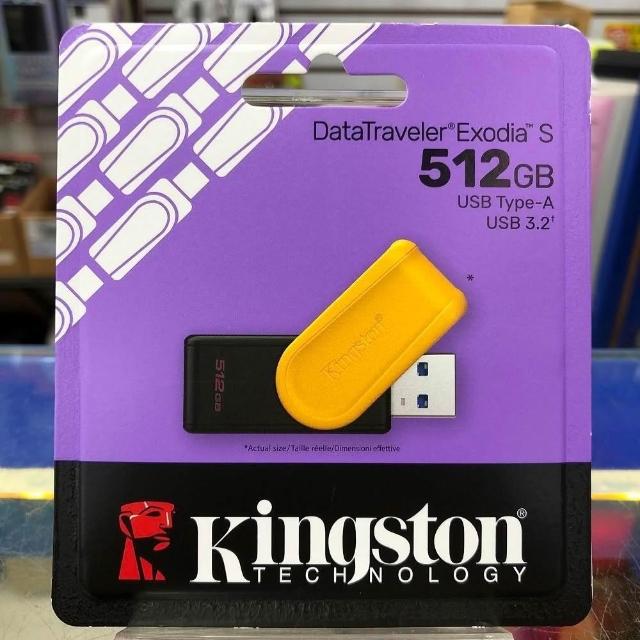 DataTraveler® Exodia™ S
512GB
USB Type-A
USB 3.2†
*
Kingston®
512GB
*Actual size/Taille réelle/Dimensioni effettive
Kingston®
TECHNOLOGY